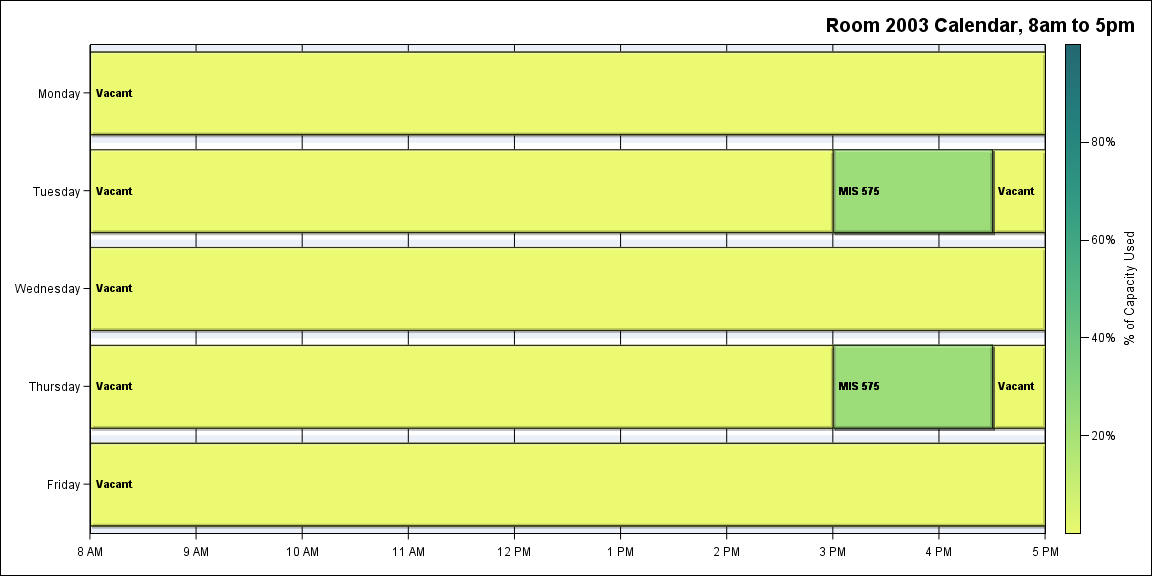 Room 2003 Calendar, 8am to 5pm
Monday
Vacant
Tuesday
Vacant
MIS 575
Vacant
Wednesday
Vacant
Thursday
Vacant
MIS 575
Vacant
Friday
Vacant
8 AM
9 AM
10 AM
11 AM
12 PM
1 PM
2 PM
3 PM
4 PM
5 PM
80%
60%
40%
20%
% of Capacity Used